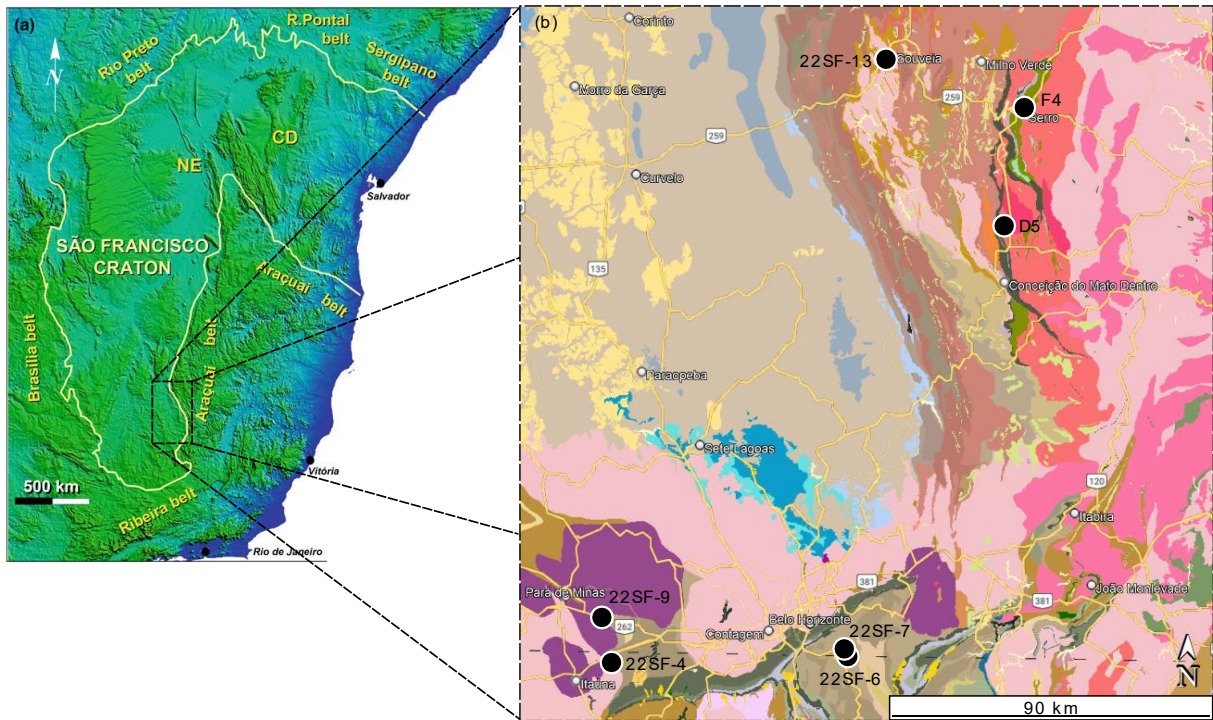 (a)
R.Pontal
belt
Rio Preto
belt
Sergipano
belt
CD
NE
Salvador
SÃO FRANCISCO
CRATON
Araçuaí belt
Brasília belt
Araçuaí belt
500 km
Vitória
Ribeira belt
Rio de Janeiro
N
(b)
Corinto
22SF-13
Gouveia
Milho Verde
Morro da Garça
259
F4
Serro
259
Curvelo
D5
135
Conceição do Mato Dentro
Paraopeba
Sete Lagoas
120
Itabira
381
João Monlevade
Pará de Minas
22SF-9
381
262
Contagem
Belo Horizonte
22SF-7
22SF-4
22SF-6
Itauna
N
90 km